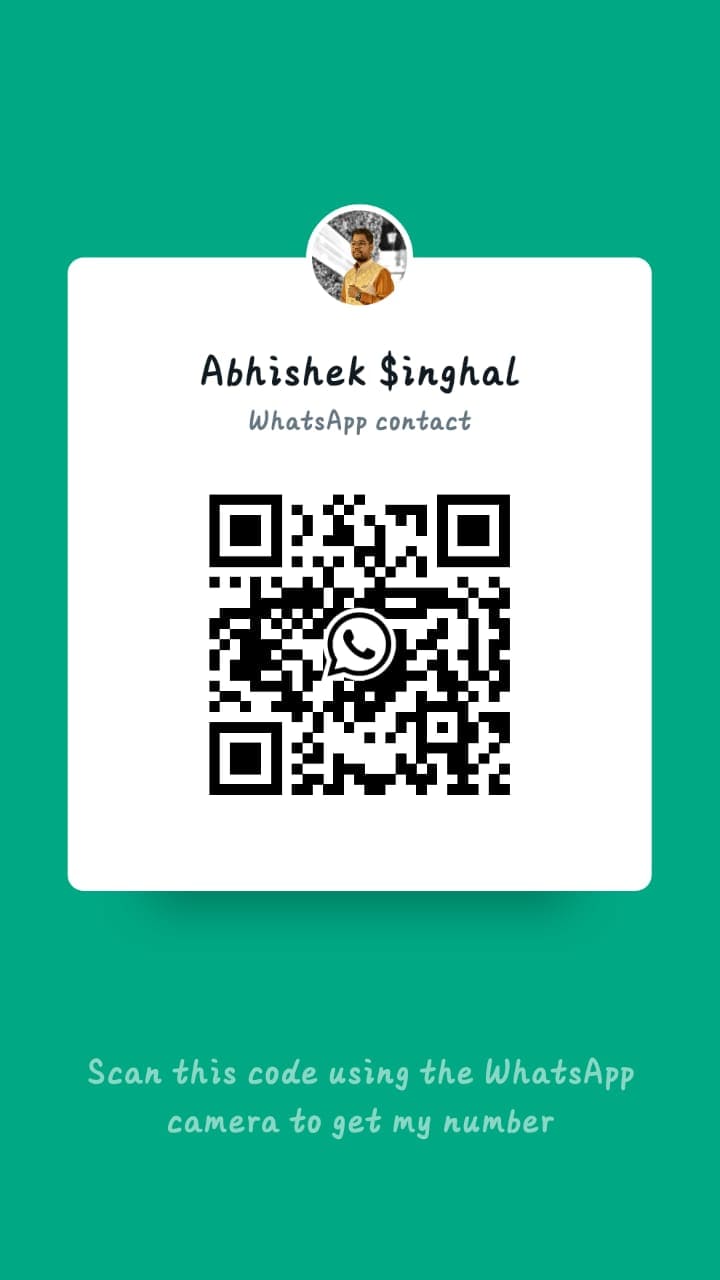 Abhishek $inghal
WhatsApp contact
Scan this code using the WhatsApp
camera to get my number